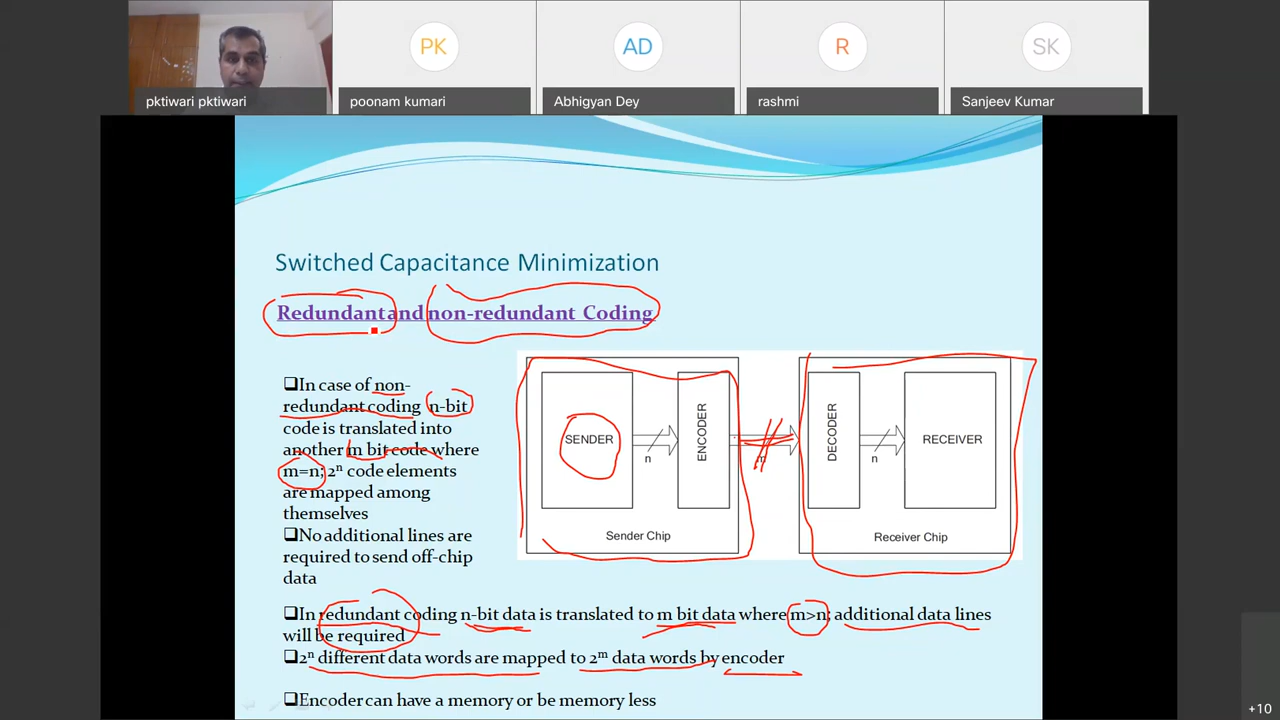 PK
AD
R
SK
pktiwari pktiwari
poonam kumari
Abhigyan Dey
rashmi
Sanjeev Kumar
Switched Capacitance Minimization
Redundant and non-redundant Coding
❑In case of non-
redundant coding n-bit
code is translated into
another m bit code where
m=n; 2ⁿ code elements
are mapped among
themselves
❑No additional lines are
required to send off-chip
data
SENDER
n
ENCODER
m
DECODER
n
RECEIVER
Sender Chip
Receiver Chip
❑In redundant coding n-bit data is translated to m bit data where m>n; additional data lines
will be required
❑2ⁿ different data words are mapped to 2ᵐ data words by encoder
❑Encoder can have a memory or be memory less
+10